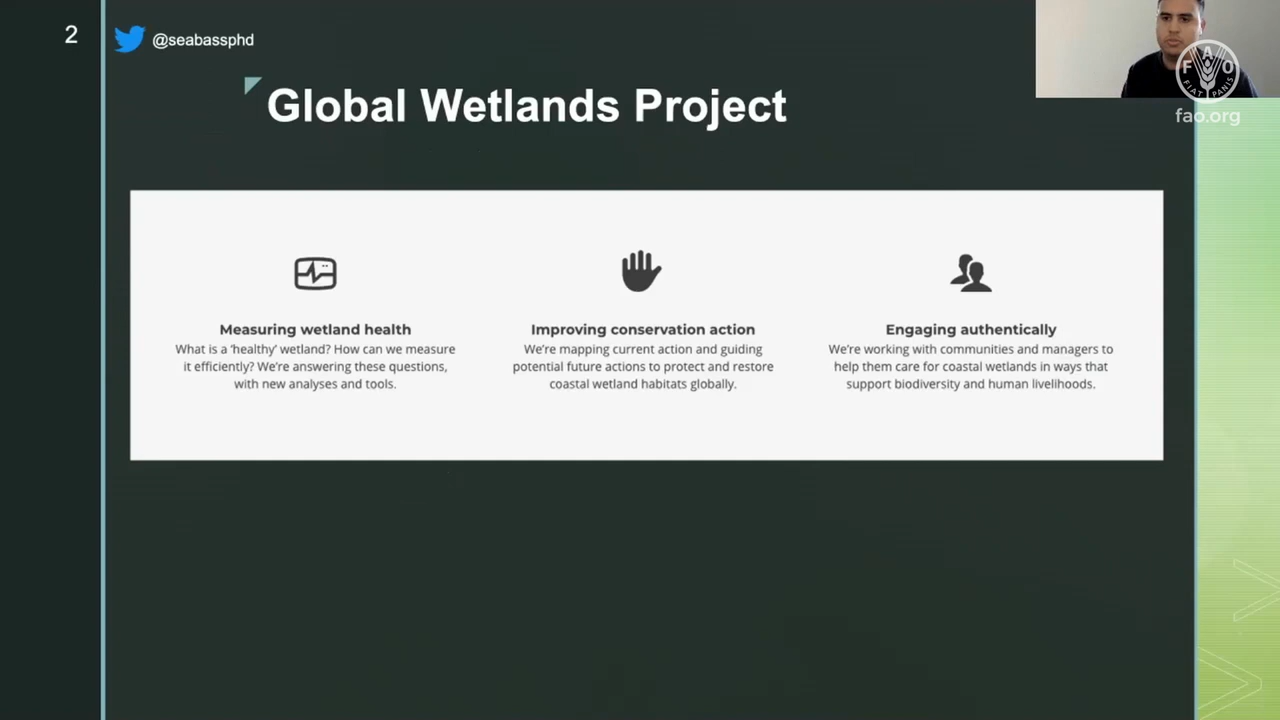 2
@seabassphd
Global Wetlands Project
FAO
FIAT PANIS
fao.org
Measuring wetland health
What is a ‘healthy’ wetland? How can we measure
it efficiently? We’re answering these questions,
with new analyses and tools.
Improving conservation action
We’re mapping current action and guiding
potential future actions to protect and restore
coastal wetland habitats globally.
Engaging authentically
We’re working with communities and managers to
help them care for coastal wetlands in ways that
support biodiversity and human livelihoods.